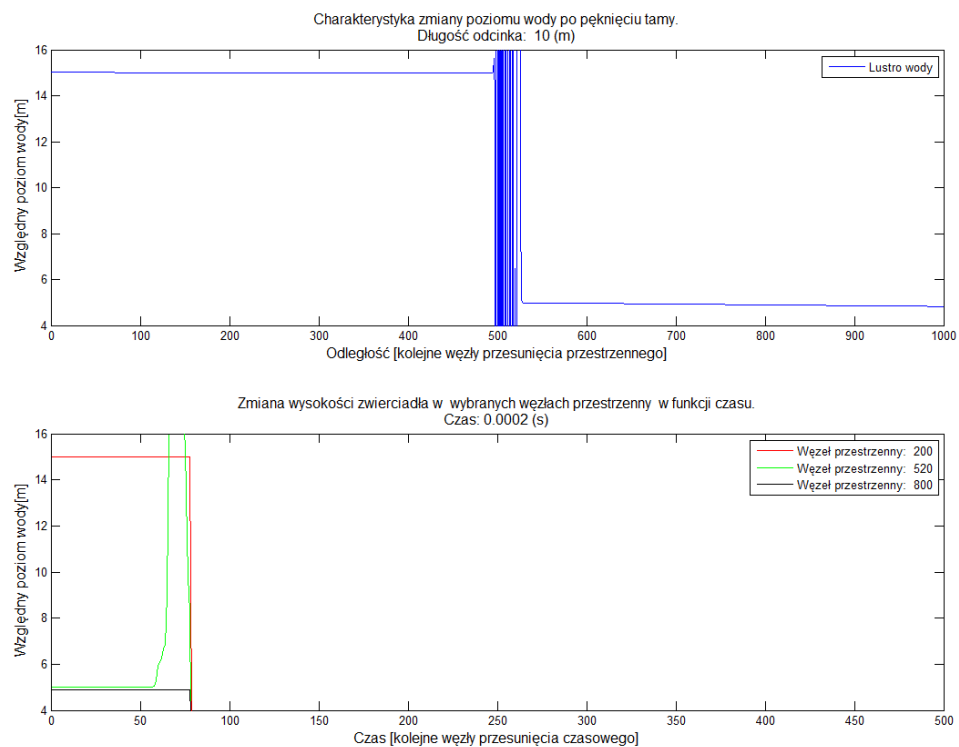 Charakterystyka zmiany poziomu wody po pęknięciu tamy.
Długość odcinka:  10 (m)
16
14
12
10
8
6
4
Względny poziom wody[m]
Lustro wody
0 100 200 300 400 500 600 700 800 900 1000
Odległość [kolejne węzły przesunięcia przestrzennego]
Zmiana wysokości zwierciadła w  wybranych węzłach przestrzenny  w funkcji czasu.
Czas: 0.0002 (s)
16
14
12
10
8
6
4
Względny poziom wody[m]
Węzeł przestrzenny:  200
Węzeł przestrzenny:  520
Węzeł przestrzenny:  800
0 50 100 150 200 250 300 350 400 450 500
Czas [kolejne węzły przesunięcia czasowego]